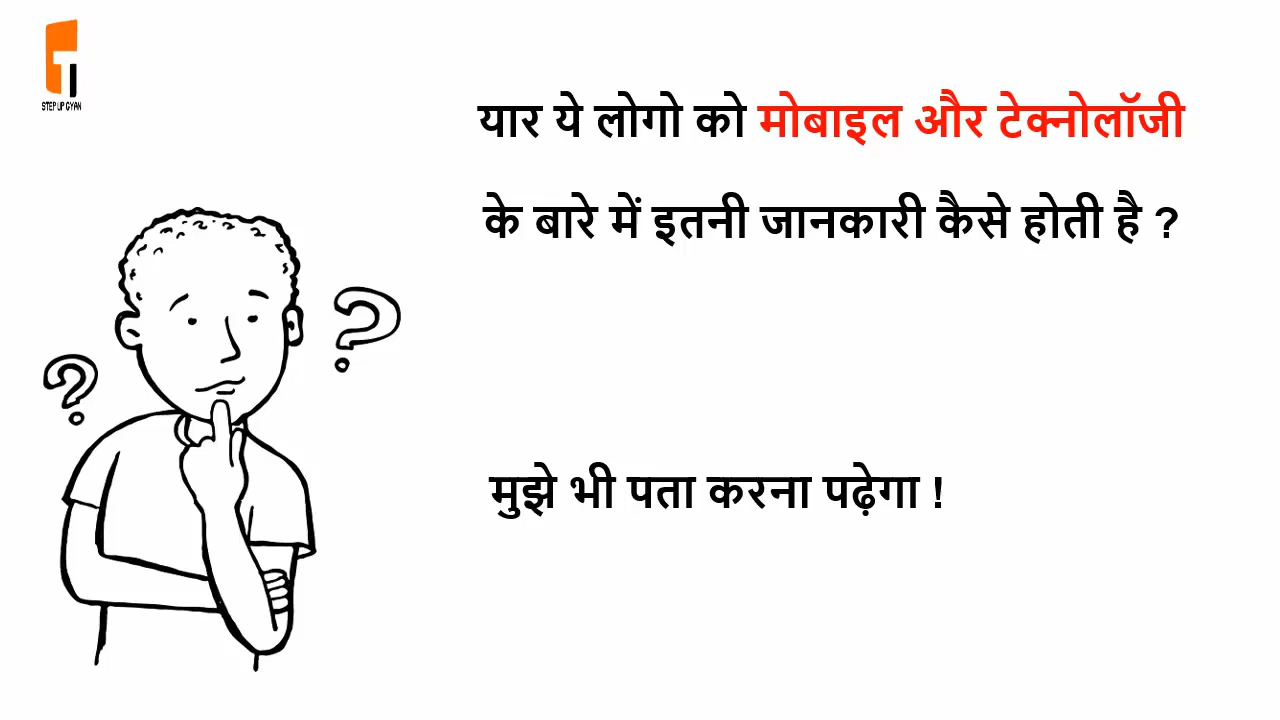 STEP UP GYAN
यार ये लोगो को मोबाइल और टेक्नोलॉजी
के बारे में इतनी जानकारी कैसे होती है ?
मुझे भी पता करना पढ़ेगा !